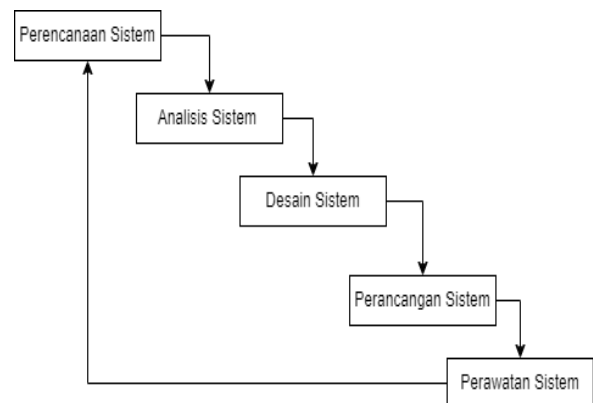 Perencanaan Sistem
Analisis Sistem
Desain Sistem
Perancangan Sistem
Perawatan Sistem